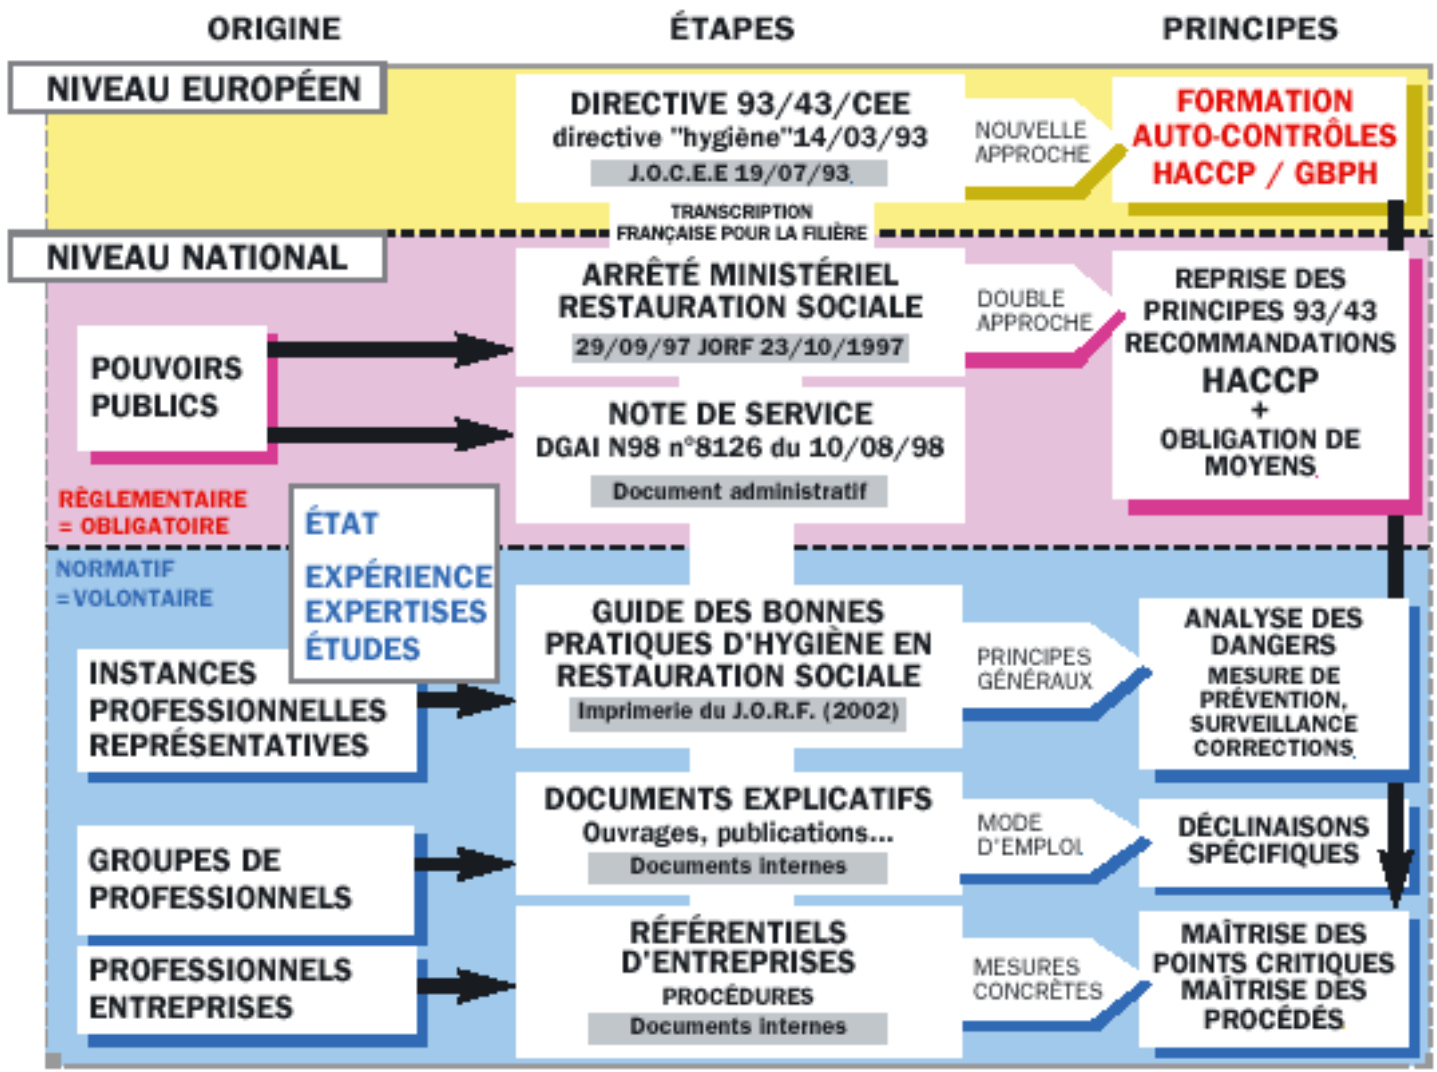 ORIGINE
ÉTAPES
PRINCIPES
NIVEAU EUROPÉEN
DIRECTIVE 93/43/CEE
directive "hygiène"14/03/93
J.O.C.E.E 19/07/93
NOUVELLE
APPROCHE
FORMATION
AUTO-CONTRÔLES
HACCP / GBPH
TRANSCRIPTION
FRANÇAISE POUR LA FILIÈRE
NIVEAU NATIONAL
POUVOIRS
PUBLICS
ARRÊTÉ MINISTÉRIEL
RESTAURATION SOCIALE
29/09/97 JORF 23/10/1997
DOUBLE
APPROCHE
REPRISE DES
PRINCIPES 93/43
RECOMMANDATIONS
HACCP
+
OBLIGATION DE
MOYENS
NOTE DE SERVICE
DGAI N98 n°8126 du 10/08/98
Document administratif
RÈGLEMENTAIRE
= OBLIGATOIRE
NORMATIF
=VOLONTAIRE
ÉTAT
EXPÉRIENCE
EXPERTISES
ÉTUDES
INSTANCES
PROFESSIONNELLES
REPRÉSENTATIVES
GUIDE DES BONNES
PRATIQUES D'HYGIÈNE EN
RESTAURATION SOCIALE
Imprimerie du J.O.R.F. (2002)
PRINCIPES
GÉNÉRAUX
ANALYSE DES
DANGERS
MESURE DE
PRÉVENTION,
SURVEILLANCE
CORRECTIONS
GROUPES DE
PROFESSIONNELS
DOCUMENTS EXPLICATIFS
Ouvrages, publications...
Documents internes
MODE
D'EMPLOI
DÉCLINAISONS
SPÉCIFIQUES
PROFESSIONNELS
ENTREPRISES
RÉFÉRENTIELS
D'ENTREPRISES
PROCÉDURES
Documents internes
MESURES
CONCRÈTES
MAÎTRISE DES
POINTS CRITIQUES
MAÎTRISE DES
PROCÉDÉS